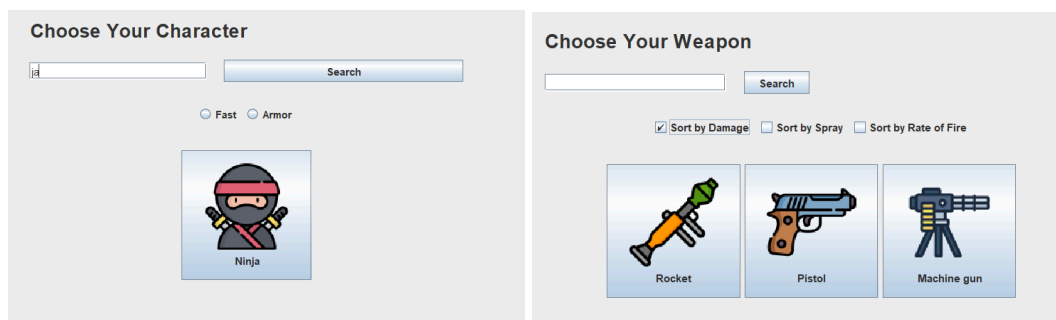 Choose Your Character
ja
Search
Fast Armor
Ninja
Choose Your Weapon
Search
Sort by Damage Sort by Spray Sort by Rate of Fire
Rocket Pistol Machine gun